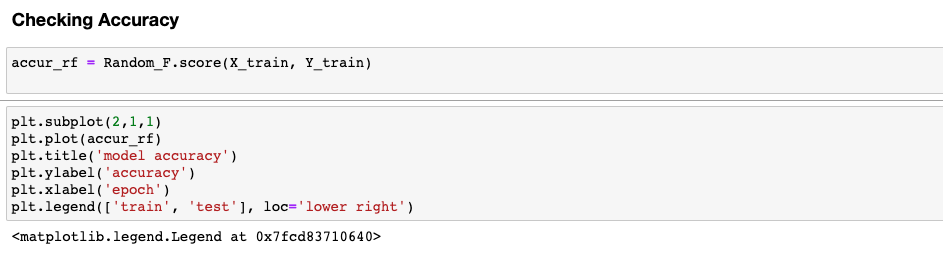 Checking Accuracy
accur_rf = Random_F.score(X_train, Y_train)
plt.subplot(2,1,1)
plt.plot(accur_rf)
plt.title('model accuracy')
plt.ylabel('accuracy')
plt.xlabel('epoch')
plt.legend(['train', 'test'], loc='lower right')
<matplotlib.legend.Legend at 0x7fcd83710640>